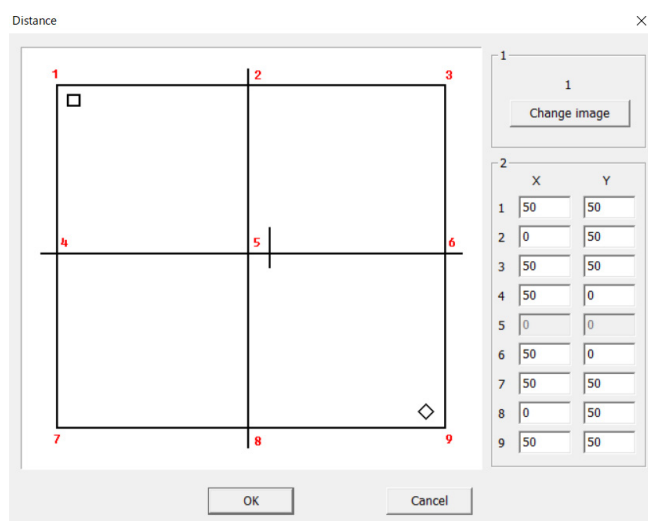 Distance
1 2 3
4 5 6
7 8 9
1
1
Change image
2
X Y
1 50 50
2 0 50
3 50 50
4 50 0
5 0 0
6 50 0
7 50 50
8 0 50
9 50 50
OK Cancel